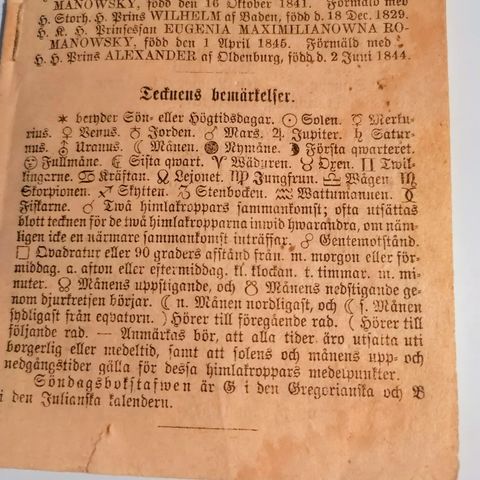 MANOWSKY, född den 16 Oktober 1841. Förmäld med
H. Storh. H. Prins WILHELM af Baden, född d. 18 Dec. 1829.
H. K. H. Prinsessan EUGENIA MAXIMILIANOWNA RO-
MANOWSKY, född den 1 April 1845. Förmäld med
H. H. Prins ALEXANDER af Oldenburg, född d. 2 Juni 1844.
Tecknens bemärkelser.
✶ betyder Sön- eller Högtidsdagar. ☉ Solen. ☿ Merku-
rius. ♀ Venus. ♁ Jorden. ♂ Mars. ♃ Jupiter. ♄ Satur-
nus. ♅ Uranus. ☾ Månen. Nymåne. Första qwarteret.
Fullmåne. Sista qwart. ♈ Wäduren. ♉ Oxen. ♊ Twil-
lingarne. ♋ Kräftan. ♌ Lejonet. ♍ Jungfrun. ♎ Wågen ♏
Skorpionen. ♐ Skytten. ♑ Stenbocken. ♒ Wattumannen. ♓
Fiskarne. ☌ Twå himlakroppars sammankomst; ofta utsättas
blott tecknen för de twå himlakropparna inwid hwarandra, om näm-
ligen icke en närmare sammankomst inträffar. ☍ Gentemotstånd.
□ Qvadratur eller 90 graders afstånd från. m. morgon eller för-
middag. a. afton eller eftermiddag. kl. klockan. t. timmar. m. mi-
nuter. ☊ Månens uppstigande, och ☋ Månens nedstigande ge-
nom djurkretsen börjar. ☾ n. Månen nordligast, och ☾ s. Månen
sydligast från eqvatorn. ) Hörer till föregående rad. ( Hörer till
följande rad. — Anmärkas bör, att alla tider äro utsatta uti
borgerlig eller medeltid, samt att solens och månens upp- och
nedgångstider gälla för dessa himlakroppars medelpunkter.
Söndagsbokstafwen är G i den Gregorianska och B
i den Julianska kalendern.